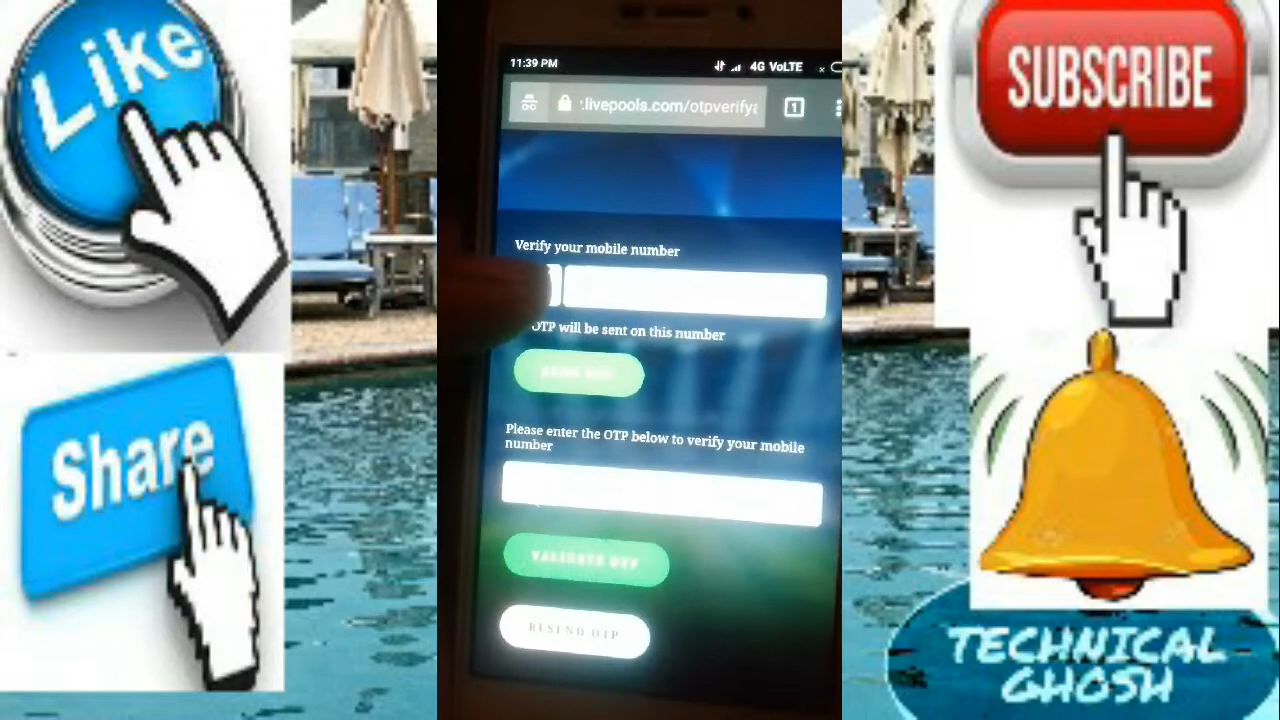 Like
Share
11:39 PM
4G VoLTE
:livepools.com/otpverify
1
Verify your mobile number
OTP will be sent on this number
Please enter the OTP below to verify your mobile
number
VALIDATE OTP
RESEND OTP
SUBSCRIBE
TECHNICAL
GHOSH